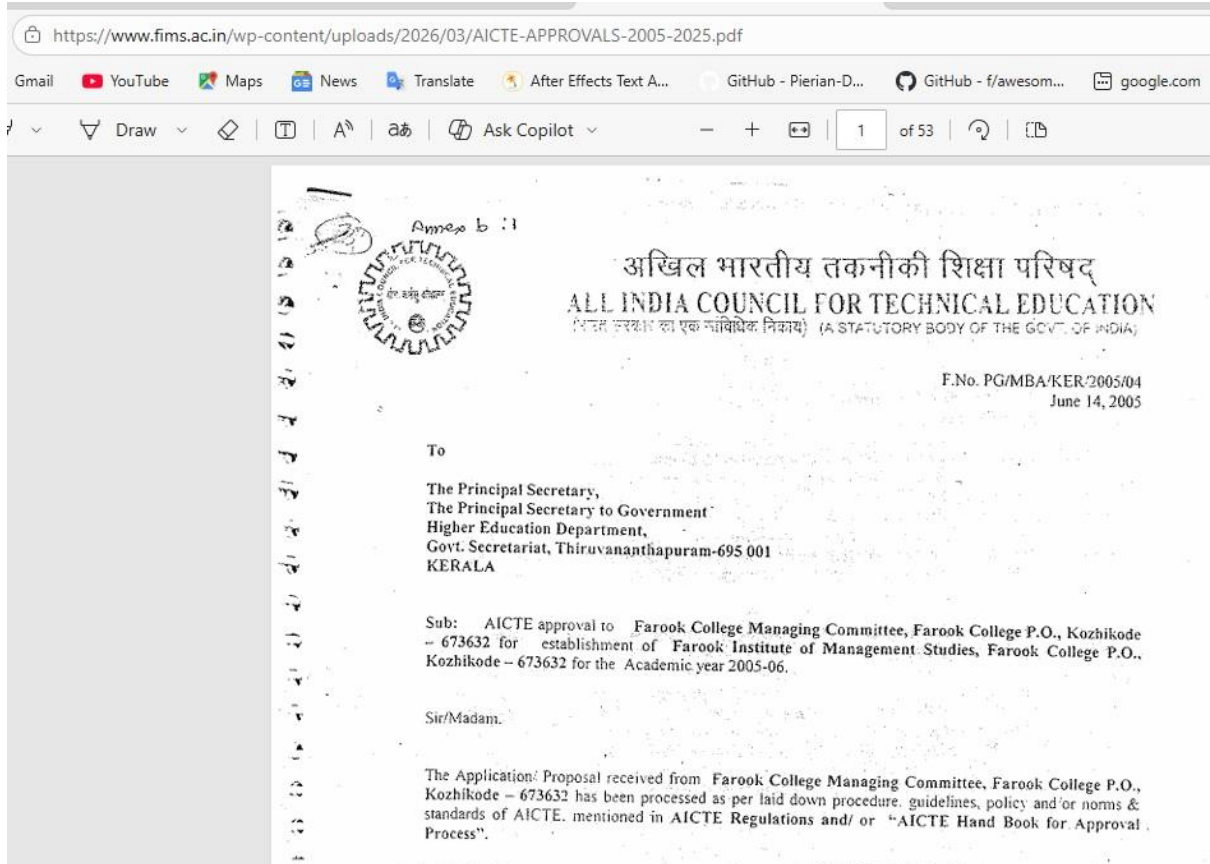 https://www.fims.ac.in/wp-content/uploads/2026/03/AICTE-APPROVALS-2005-2025.pdf
Gmail YouTube Maps News Translate After Effects Text A... GitHub - Pierian-D... GitHub - f/awesom... google.com
Draw Ask Copilot 1 of 53
Annex b :1
अखिल भारतीय तकनीकी शिक्षा परिषद्
ALL INDIA COUNCIL FOR TECHNICAL EDUCATION
का एक सांविधिक निकाय) (A STATUTORY BODY OF THE GOVT. OF INDIA)
F.No. PG/MBA/KER/2005/04
June 14, 2005
To
The Principal Secretary,
The Principal Secretary to Government
Higher Education Department,
Govt. Secretariat, Thiruvananthapuram-695 001
KERALA
Sub: AICTE approval to Farook College Managing Committee, Farook College P.O., Kozhikode
– 673632 for establishment of Farook Institute of Management Studies, Farook College P.O.,
Kozhikode – 673632 for the Academic year 2005-06.
Sir/Madam.
The Application/ Proposal received from Farook College Managing Committee, Farook College P.O.,
Kozhikode – 673632 has been processed as per laid down procedure. guidelines, policy and/or norms &
standards of AICTE. mentioned in AICTE Regulations and/ or "AICTE Hand Book for Approval
Process".